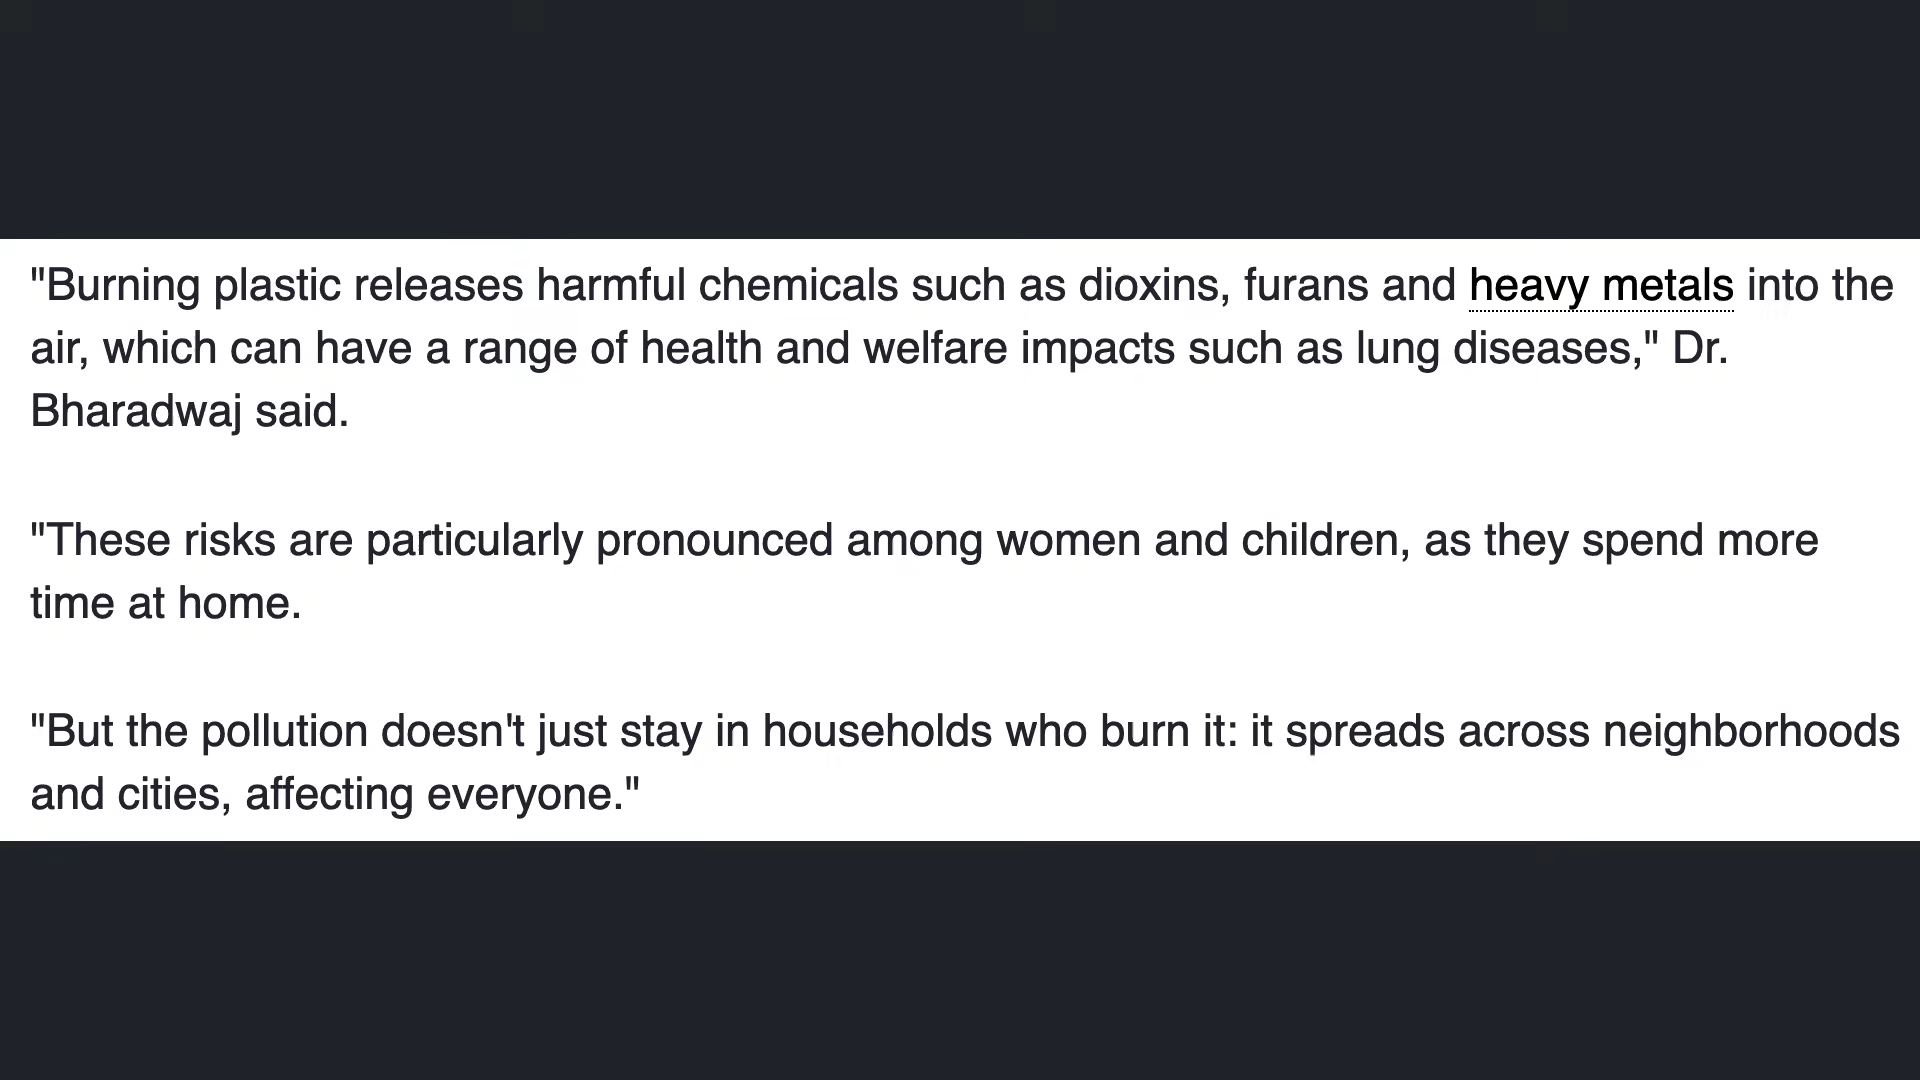 "Burning plastic releases harmful chemicals such as dioxins, furans and heavy metals into the
air, which can have a range of health and welfare impacts such as lung diseases," Dr.
Bharadwaj said.
"These risks are particularly pronounced among women and children, as they spend more
time at home.
"But the pollution doesn't just stay in households who burn it: it spreads across neighborhoods
and cities, affecting everyone."